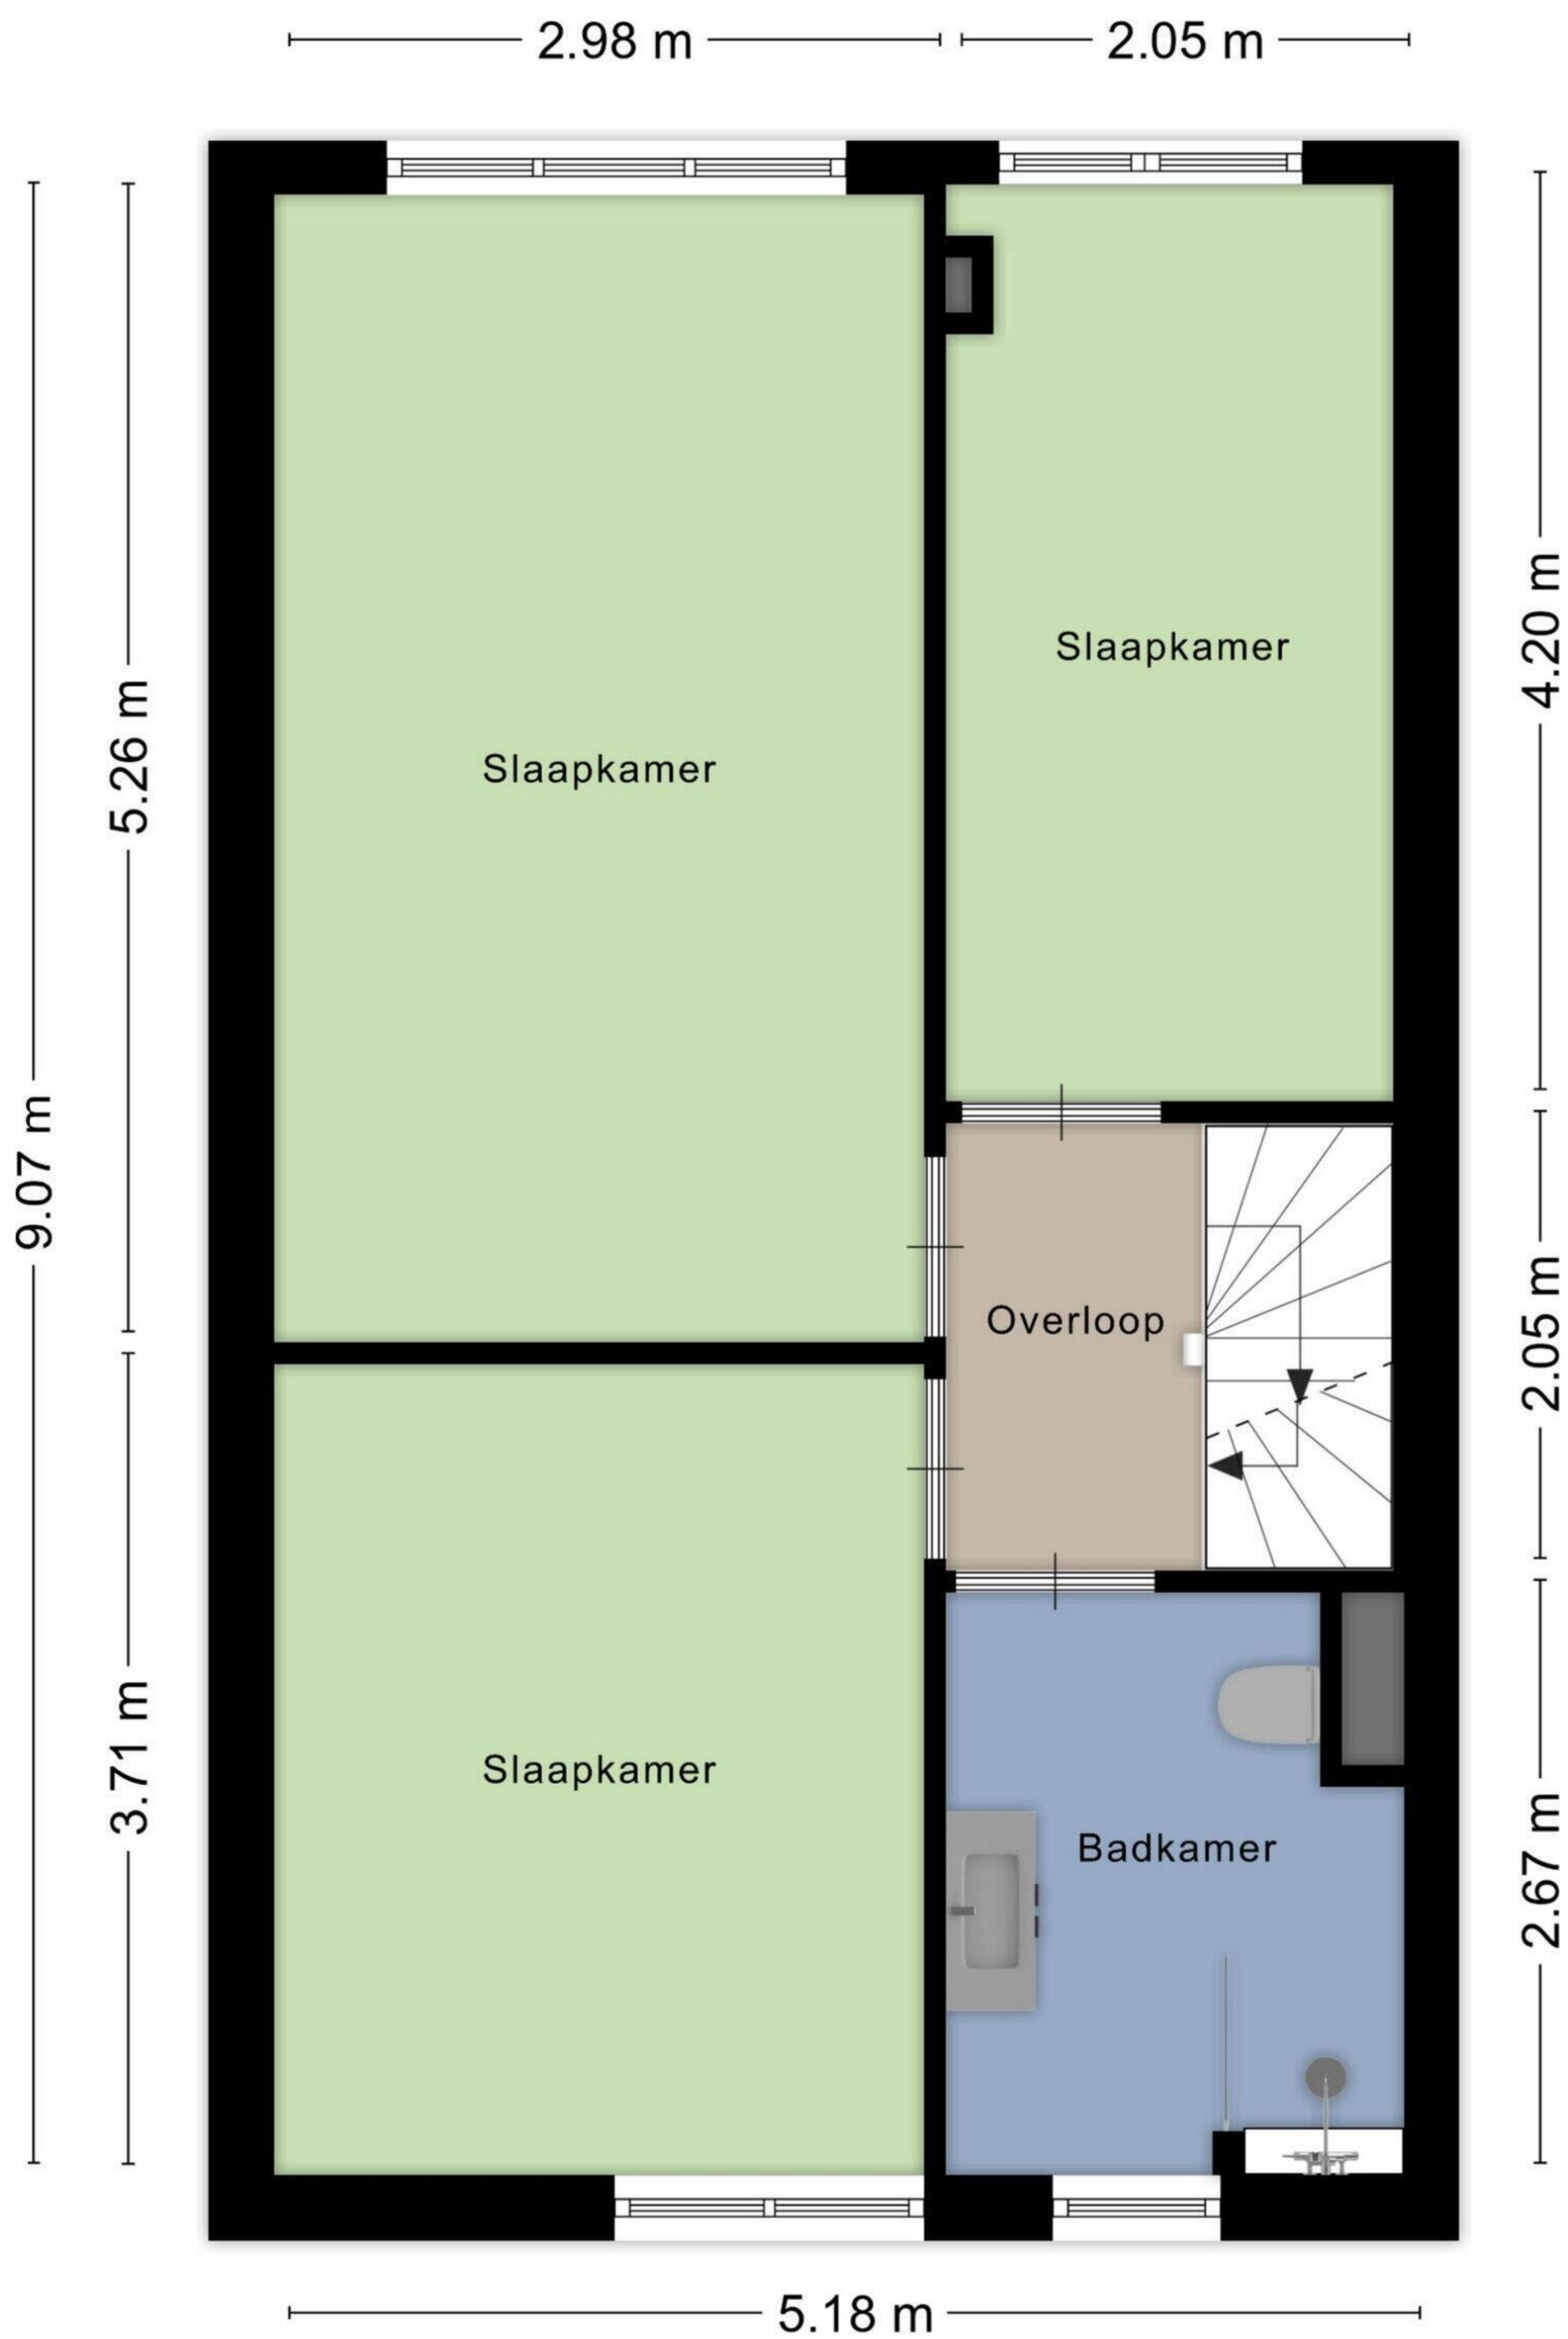 2.98 m
2.05 m
Slaapkamer
4.20 m
Slaapkamer
5.26 m
9.07 m
Overloop
2.05 m
Slaapkamer
3.71 m
Badkamer
2.67 m
5.18 m